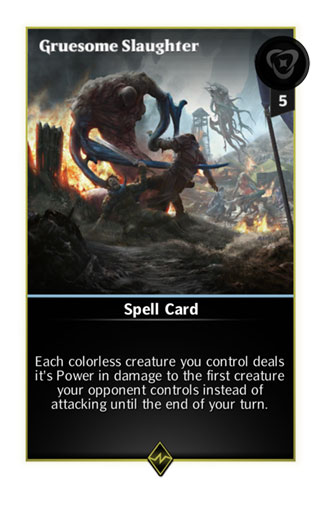 Gruesome Slaughter
5
Spell Card
Each colorless creature you control deals
it's Power in damage to the first creature
your opponent controls instead of
attacking until the end of your turn.